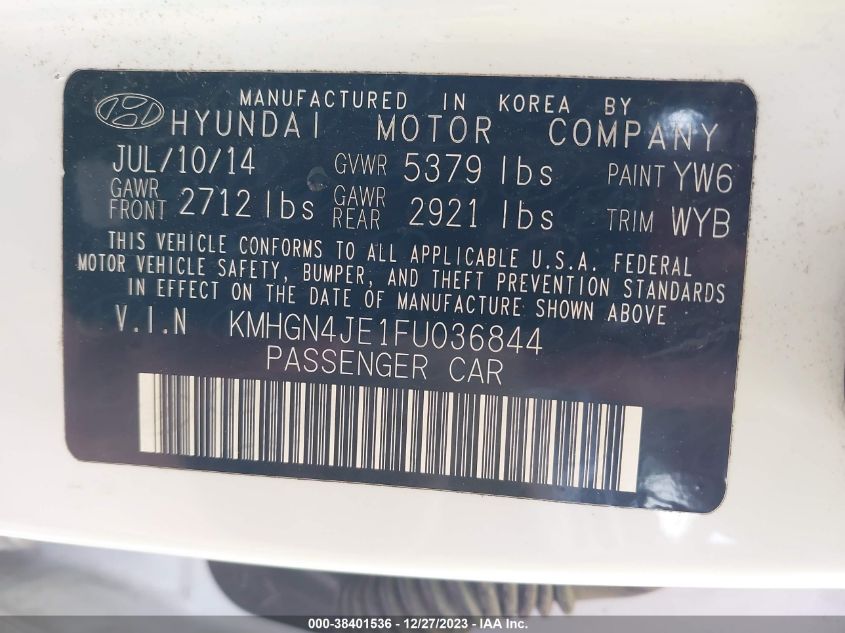 MANUFACTURED IN KOREA BY
HYUNDAI MOTOR COMPANY
JUL/10/14 GVWR 5379 lbs PAINT YW6
GAWR FRONT 2712 lbs GAWR REAR 2921 lbs TRIM WYB
THIS VEHICLE CONFORMS TO ALL APPLICABLE U.S.A. FEDERAL
MOTOR VEHICLE SAFETY, BUMPER, AND THEFT PREVENTION STANDARDS
IN EFFECT ON THE DATE OF MANUFACTURE SHOWN ABOVE
V.I.N KMHGN4JE1FU036844
PASSENGER CAR
000-38401536 - 12/27/2023 - IAA Inc.